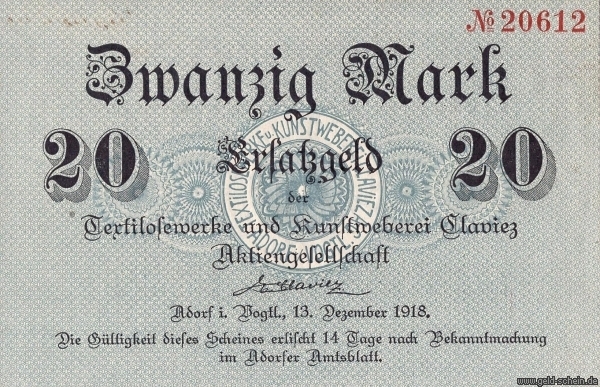 № 20612
Zwanzig Mark
20 Ersatzgeld 20
der
Textilosewerke und Kunstweberei Claviez
Aktiengesellschaft
Claviez
Adorf i. Vogtl., 13. Dezember 1918.
Die Gültigkeit dieses Scheines erlischt 14 Tage nach Bekanntmachung
im Adorfer Amtsblatt.
www.geld-schein.de